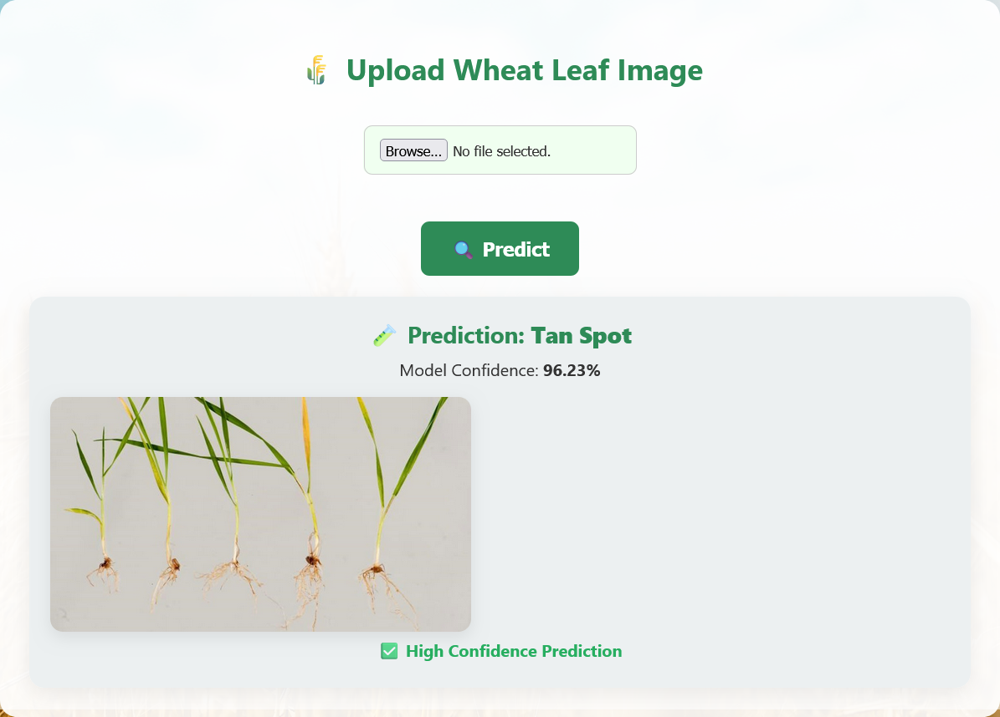 Upload Wheat Leaf Image
Browse... No file selected.
Predict
Prediction: Tan Spot
Model Confidence: 96.23%
High Confidence Prediction